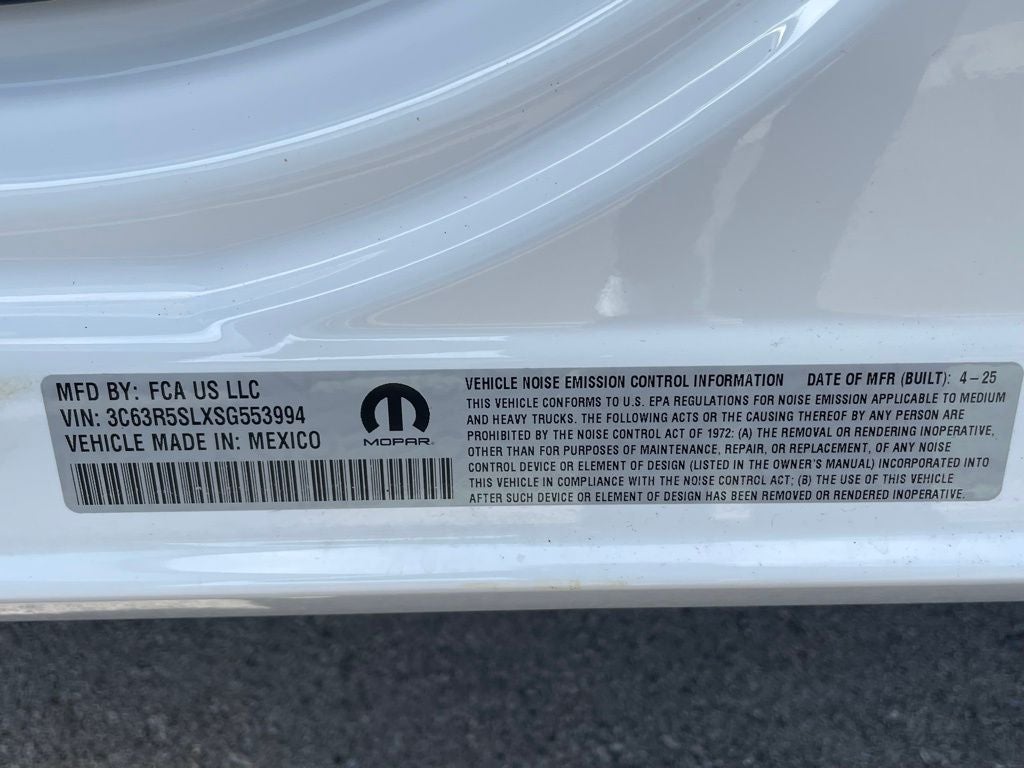 MFD BY: FCA US LLC
VIN: 3C63R5SLXSG553994
VEHICLE MADE IN: MEXICO
MOPAR
VEHICLE NOISE EMISSION CONTROL INFORMATION DATE OF MFR (BUILT): 4-25
THIS VEHICLE CONFORMS TO U.S. EPA REGULATIONS FOR NOISE EMISSION APPLICABLE TO MEDIUM
AND HEAVY TRUCKS. THE FOLLOWING ACTS OR THE CAUSING THEREOF BY ANY PERSON ARE
PROHIBITED BY THE NOISE CONTROL ACT OF 1972: (A) THE REMOVAL OR RENDERING INOPERATIVE,
OTHER THAN FOR PURPOSES OF MAINTENANCE, REPAIR, OR REPLACEMENT, OF ANY NOISE
CONTROL DEVICE OR ELEMENT OF DESIGN (LISTED IN THE OWNER'S MANUAL) INCORPORATED INTO
THIS VEHICLE IN COMPLIANCE WITH THE NOISE CONTROL ACT; (B) THE USE OF THIS VEHICLE
AFTER SUCH DEVICE OR ELEMENT OF DESIGN HAS BEEN REMOVED OR RENDERED INOPERATIVE.